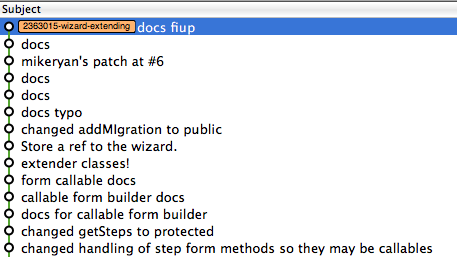 Subject
2363015-wizard-extending docs fiup
docs
mikeryan's patch at #6
docs
docs
docs typo
changed addMIgration to public
Store a ref to the wizard.
extender classes!
form callable docs
callable form builder docs
docs for callable form builder
changed getSteps to protected
changed handling of step form methods so they may be callables